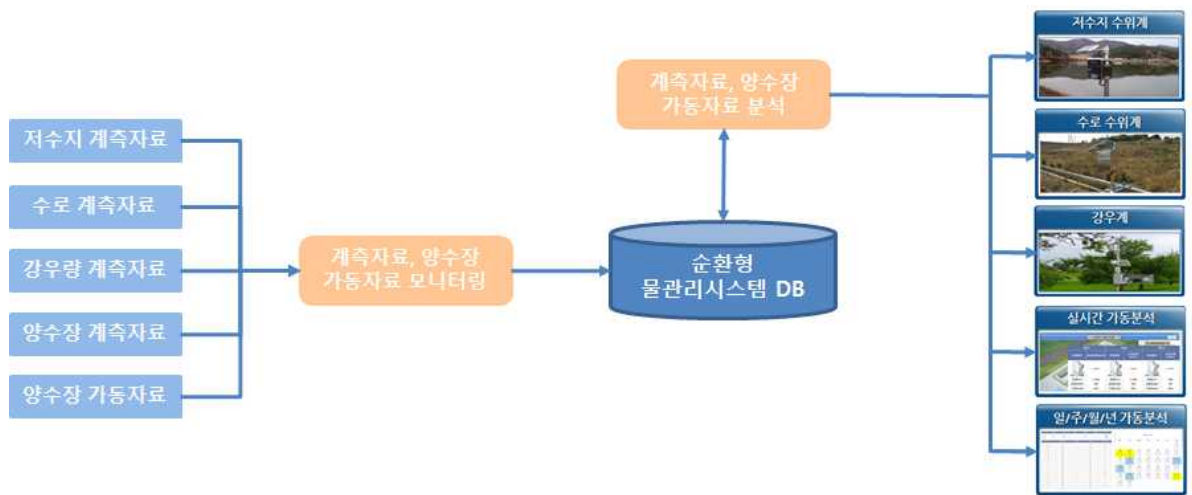 저수지 계측자료
수로 계측자료
강우량 계측자료
양수장 계측자료
양수장 가동자료
계측자료, 양수장
가동자료 모니터링
순환형
물관리시스템 DB
계측자료, 양수장
가동자료 분석
저수지 수위계
수로 수위계
강우계
실시간 가동분석
일/주/월/년 가동분석